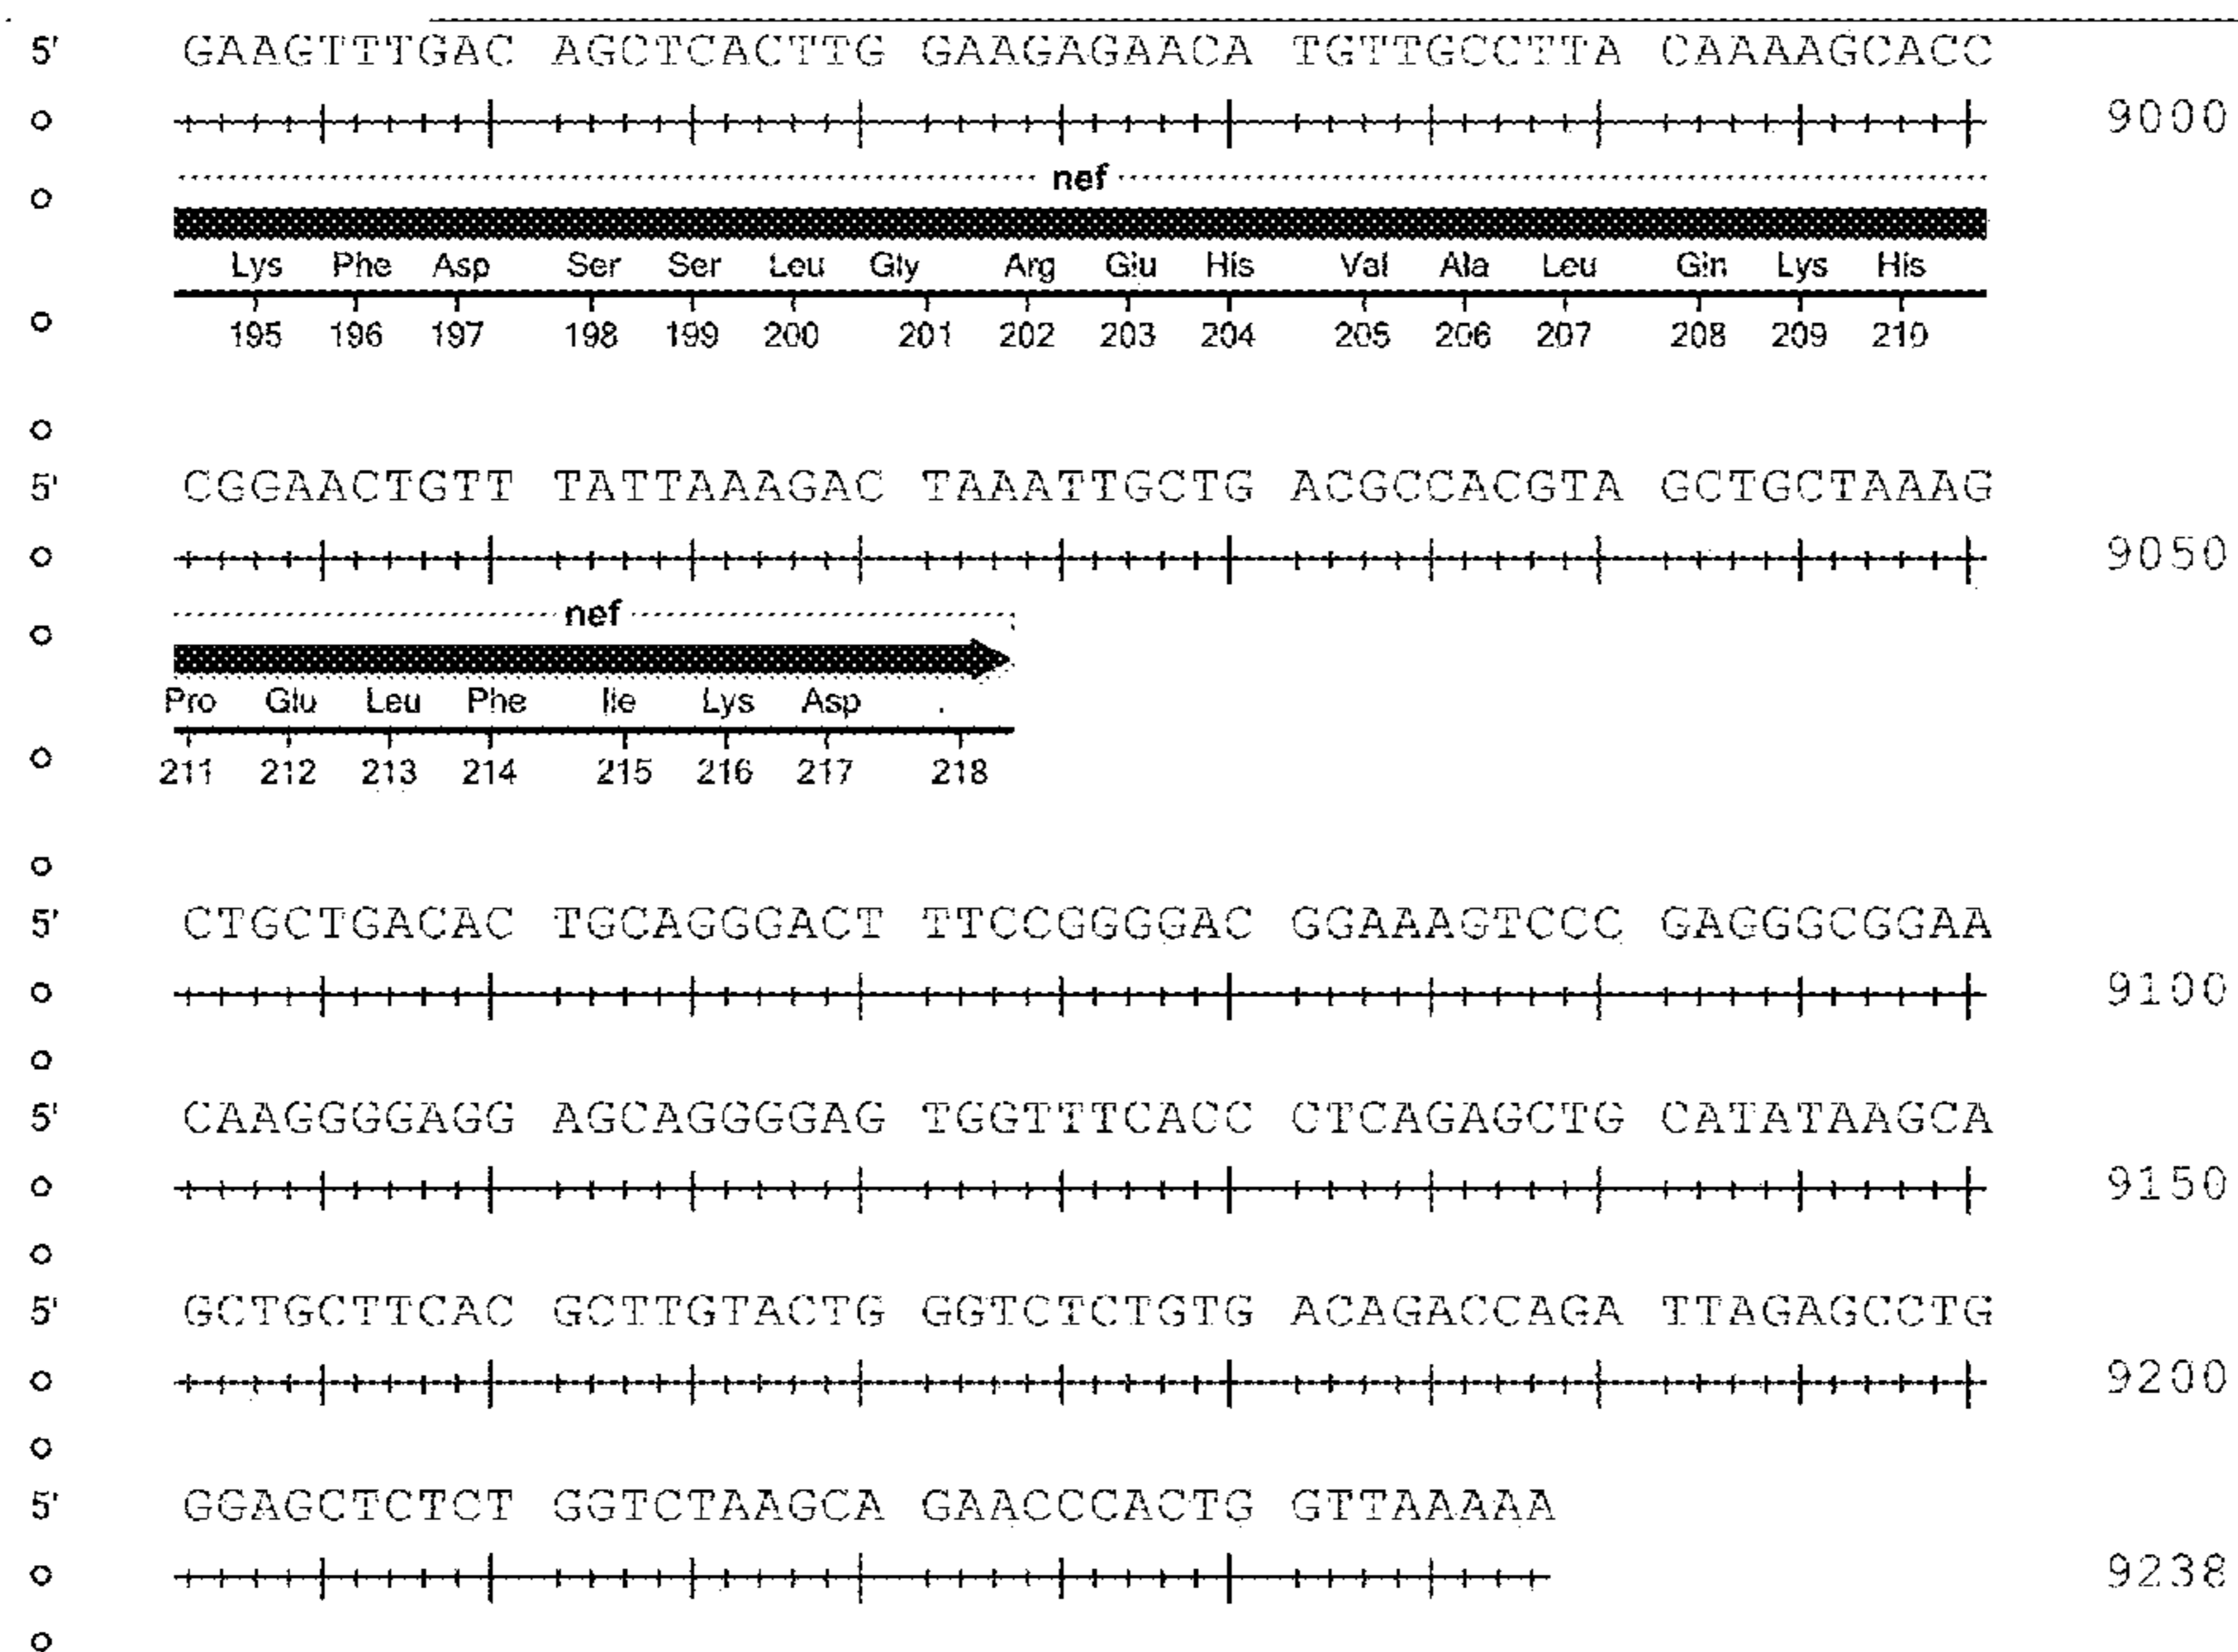 5' GAAGTTTGAC AGCTCACTTG GAAGAGAACA TGTTGCCTTA CAAAAGCACC
9000
nef
Lys Phe Asp Ser Ser Leu Gly Arg Glu His Val Ala Leu Gln Lys His
195 196 197 198 199 200 201 202 203 204 205 206 207 208 209 210
5' CGGAACTGTT TATTAAAGAC TAAATTGCTG ACGCCACGTA GCTGCTAAAG
9050
nef
Pro Glu Leu Phe Ile Lys Asp .
211 212 213 214 215 216 217 218
5' CTGCTGACAC TGCAGGGACT TTCCGGGGAC GGAAAGTCCC GAGGGCGGAA
9100
5' CAAGGGGAGG AGCAGGGGAG TGGTTTCACC CTCAGAGCTG CATATAAGCA
9150
5' GCTGCTTCAC GCTTGTACTG GGTCTCTGTG ACAGACCAGA TTAGAGCCTG
9200
5' GGAGCTCTCT GGTCTAAGCA GAACCCACTG GTTAAAAA
9238